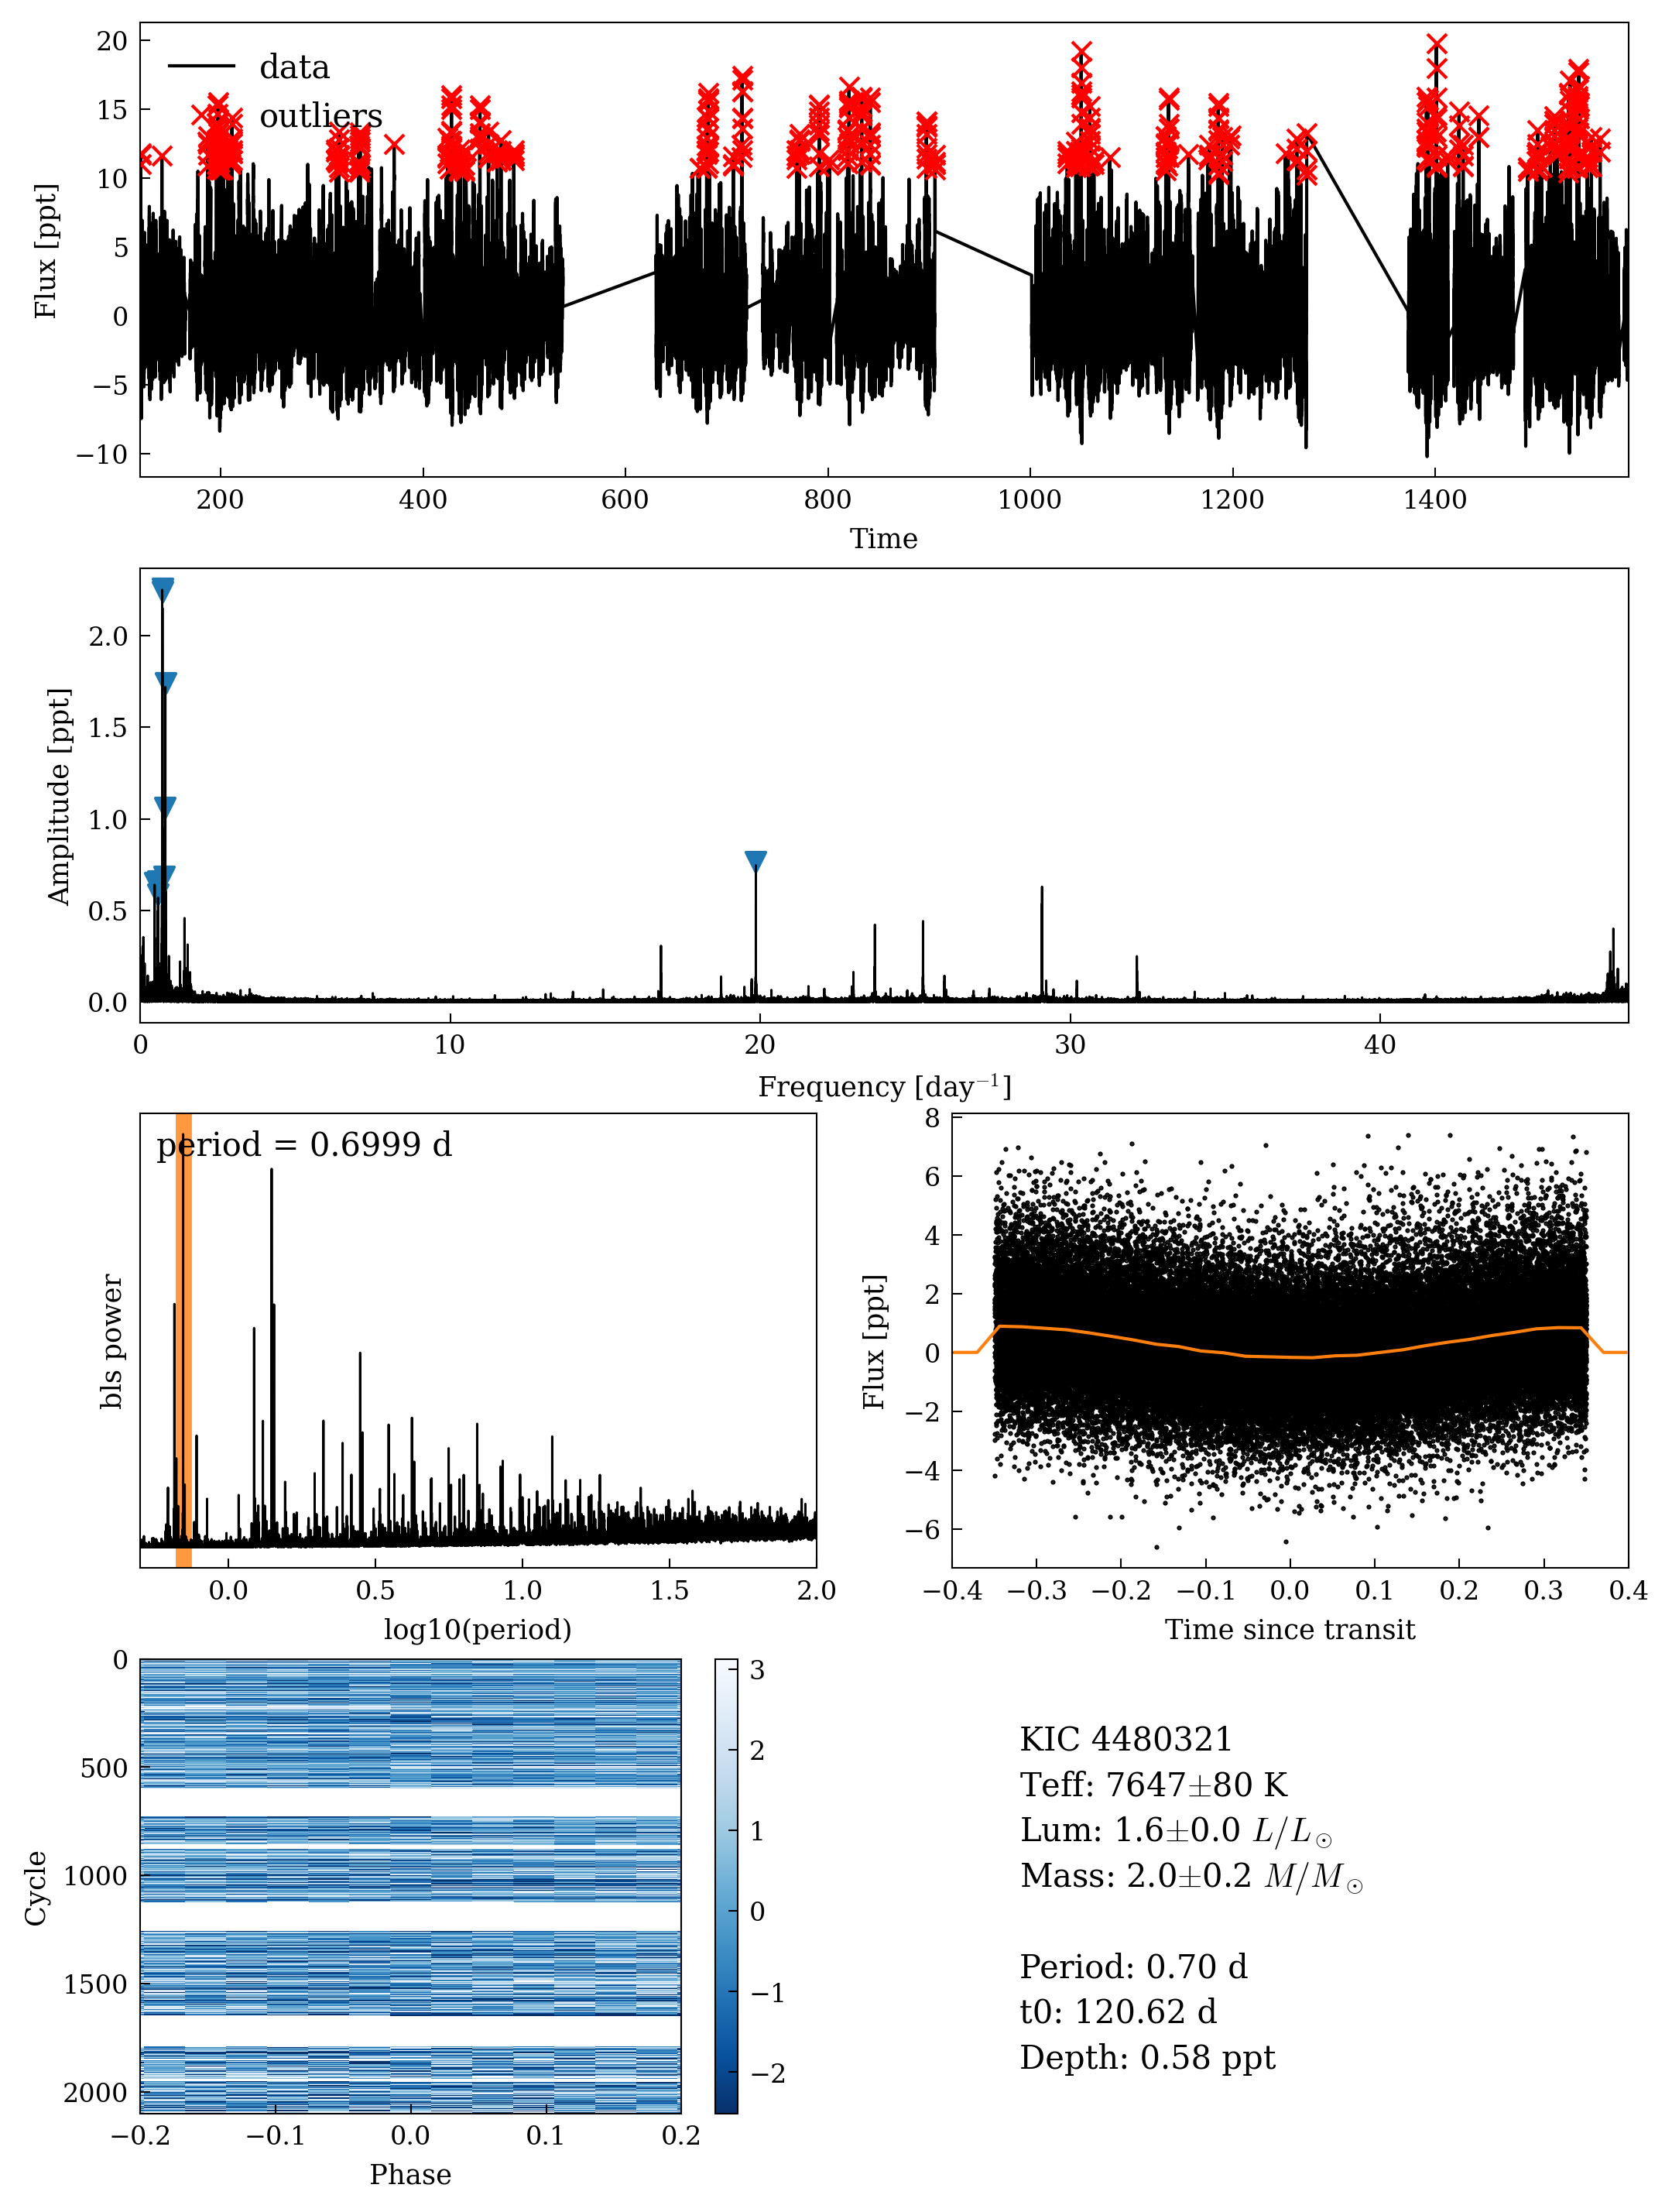 20
15
10
5
0
−5
−10
Flux [ppt]
data
outliers
200 400 600 800 1000 1200 1400
Time
2.0
1.5
1.0
0.5
0.0
Amplitude [ppt]
0 10 20 30 40
Frequency [day⁻¹]
period = 0.6999 d
bls power
0.0 0.5 1.0 1.5 2.0
log10(period)
8
6
4
2
0
−2
−4
−6
Flux [ppt]
−0.4 −0.3 −0.2 −0.1 0.0 0.1 0.2 0.3 0.4
Time since transit
0
500
1000
1500
2000
Cycle
−0.2 −0.1 0.0 0.1 0.2
Phase
3
2
1
0
−1
−2
KIC 4480321
Teff: 7647±80 K
Lum: 1.6±0.0 L/L⊙
Mass: 2.0±0.2 M/M⊙
Period: 0.70 d
t0: 120.62 d
Depth: 0.58 ppt